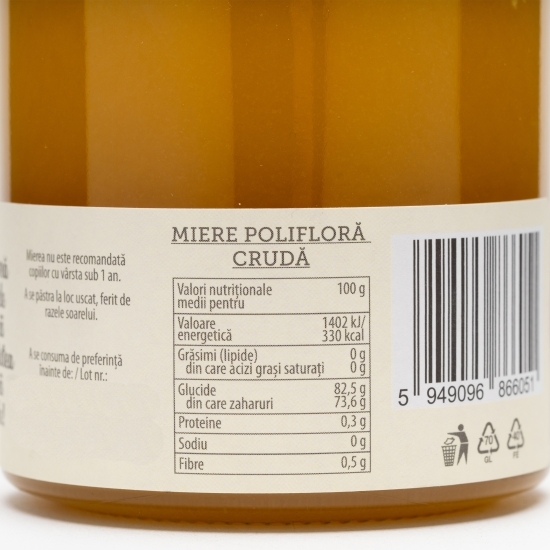 Mierea nu este recomandată
copiilor cu vârsta sub 1 an.
A se păstra la loc uscat, ferit de
razele soarelui.
A se consuma de preferință
înainte de: / Lot nr.:
MIERE POLIFLORĂ
CRUDĂ
Valori nutriționale 100 g
medii pentru
Valoare 1402 kJ/
energetică 330 kcal
Grăsimi (lipide) 0 g
din care acizi grași saturați 0 g
Glucide 82,5 g
din care zaharuri 73,6 g
Proteine 0,3 g
Sodiu 0 g
Fibre 0,5 g
5 949096 866051
70 40
GL FE